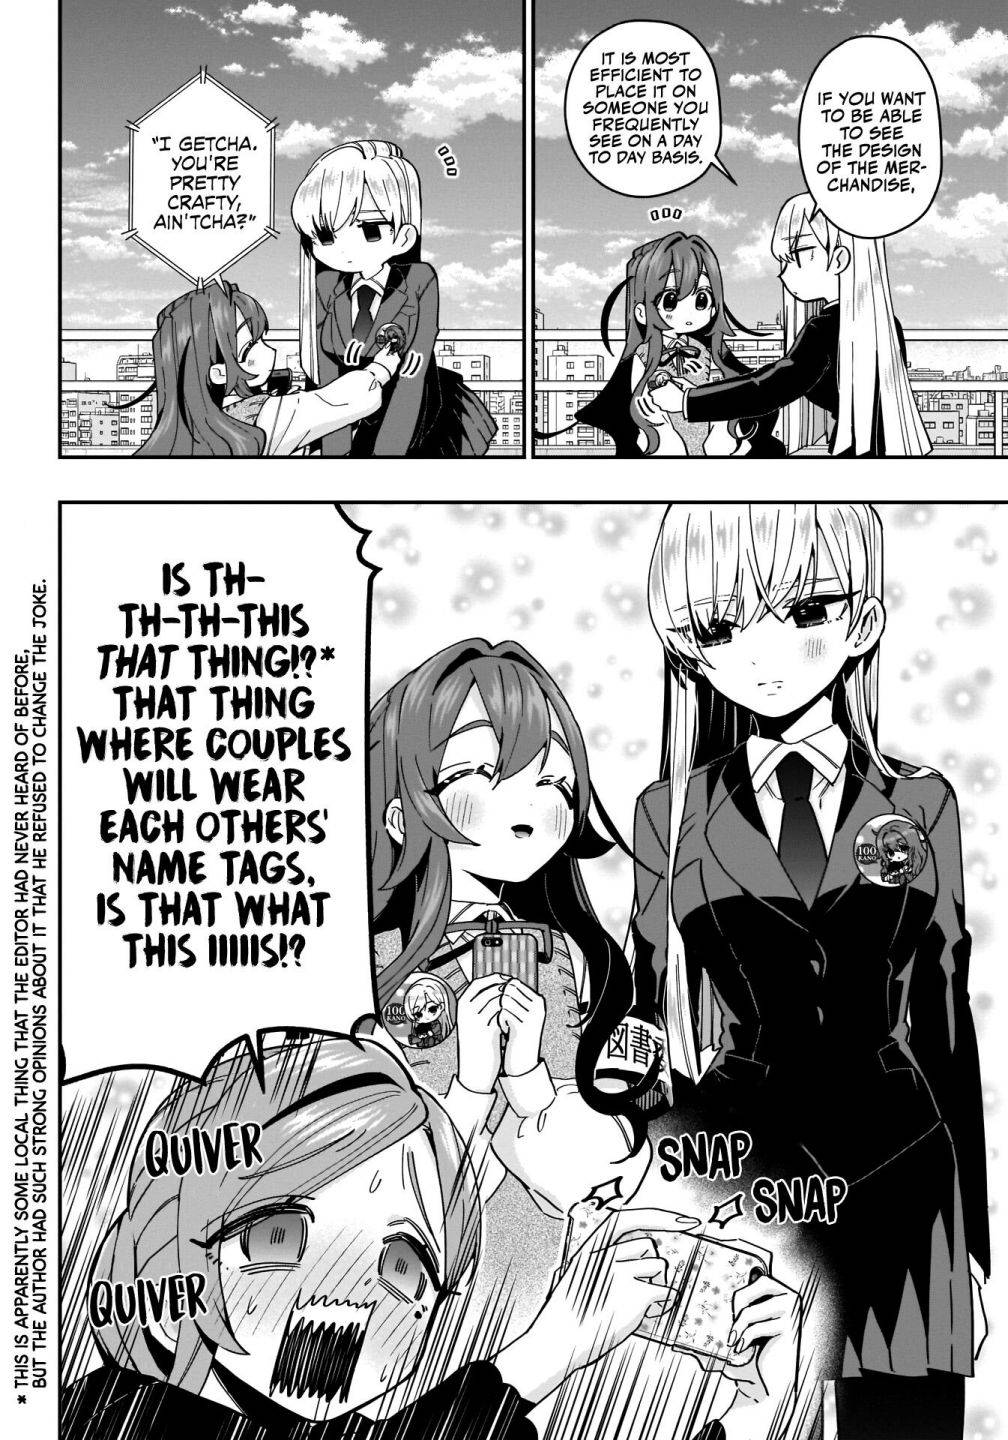 IF YOU WANT
TO BE ABLE
TO SEE
THE DESIGN
OF THE MER-
CHANDISE,
IT IS MOST
EFFICIENT TO
PLACE IT ON
SOMEONE YOU
FREQUENTLY
SEE ON A DAY
TO DAY BASIS.
"I GETCHA.
YOU'RE
PRETTY
CRAFTY,
AIN'TCHA?"
IS TH-
TH-TH-THIS
THAT THING!?*
THAT THING
WHERE COUPLES
WILL WEAR
EACH OTHERS'
NAME TAGS,
IS THAT WHAT
THIS IIIIIS!?
100
KANO
100
KANO
図書
QUIVER
QUIVER
SNAP
SNAP
* THIS IS APPARENTLY SOME LOCAL THING THAT THE EDITOR HAD NEVER HEARD OF BEFORE,
BUT THE AUTHOR HAD SUCH STRONG OPINIONS ABOUT IT THAT HE REFUSED TO CHANGE THE JOKE.